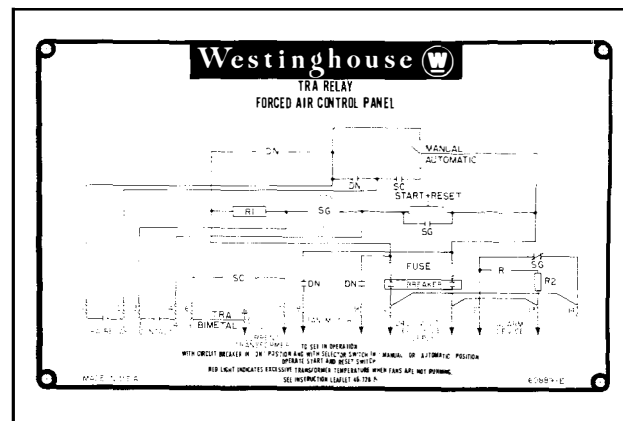 Westinghouse W
TRA RELAY
FORCED AIR CONTROL PANEL
DN
MANUAL
AUTOMATIC
DN SC
START+RESET
R1 SG
SG
FUSE
SG
SC DN DN BREAKER R R2
TRA
BIMETAL
TO SET IN OPERATION
WITH CIRCUIT BREAKER IN "ON" POSITION AND WITH SELECTOR SWITCH IN MANUAL OR AUTOMATIC POSITION
OPERATE START AND RESET SWITCH
RED LIGHT INDICATES EXCESSIVE TRANSFORMER TEMPERATURE WHEN FANS ARE NOT RUNNING.
SEE INSTRUCTION LEAFLET
MADE IN